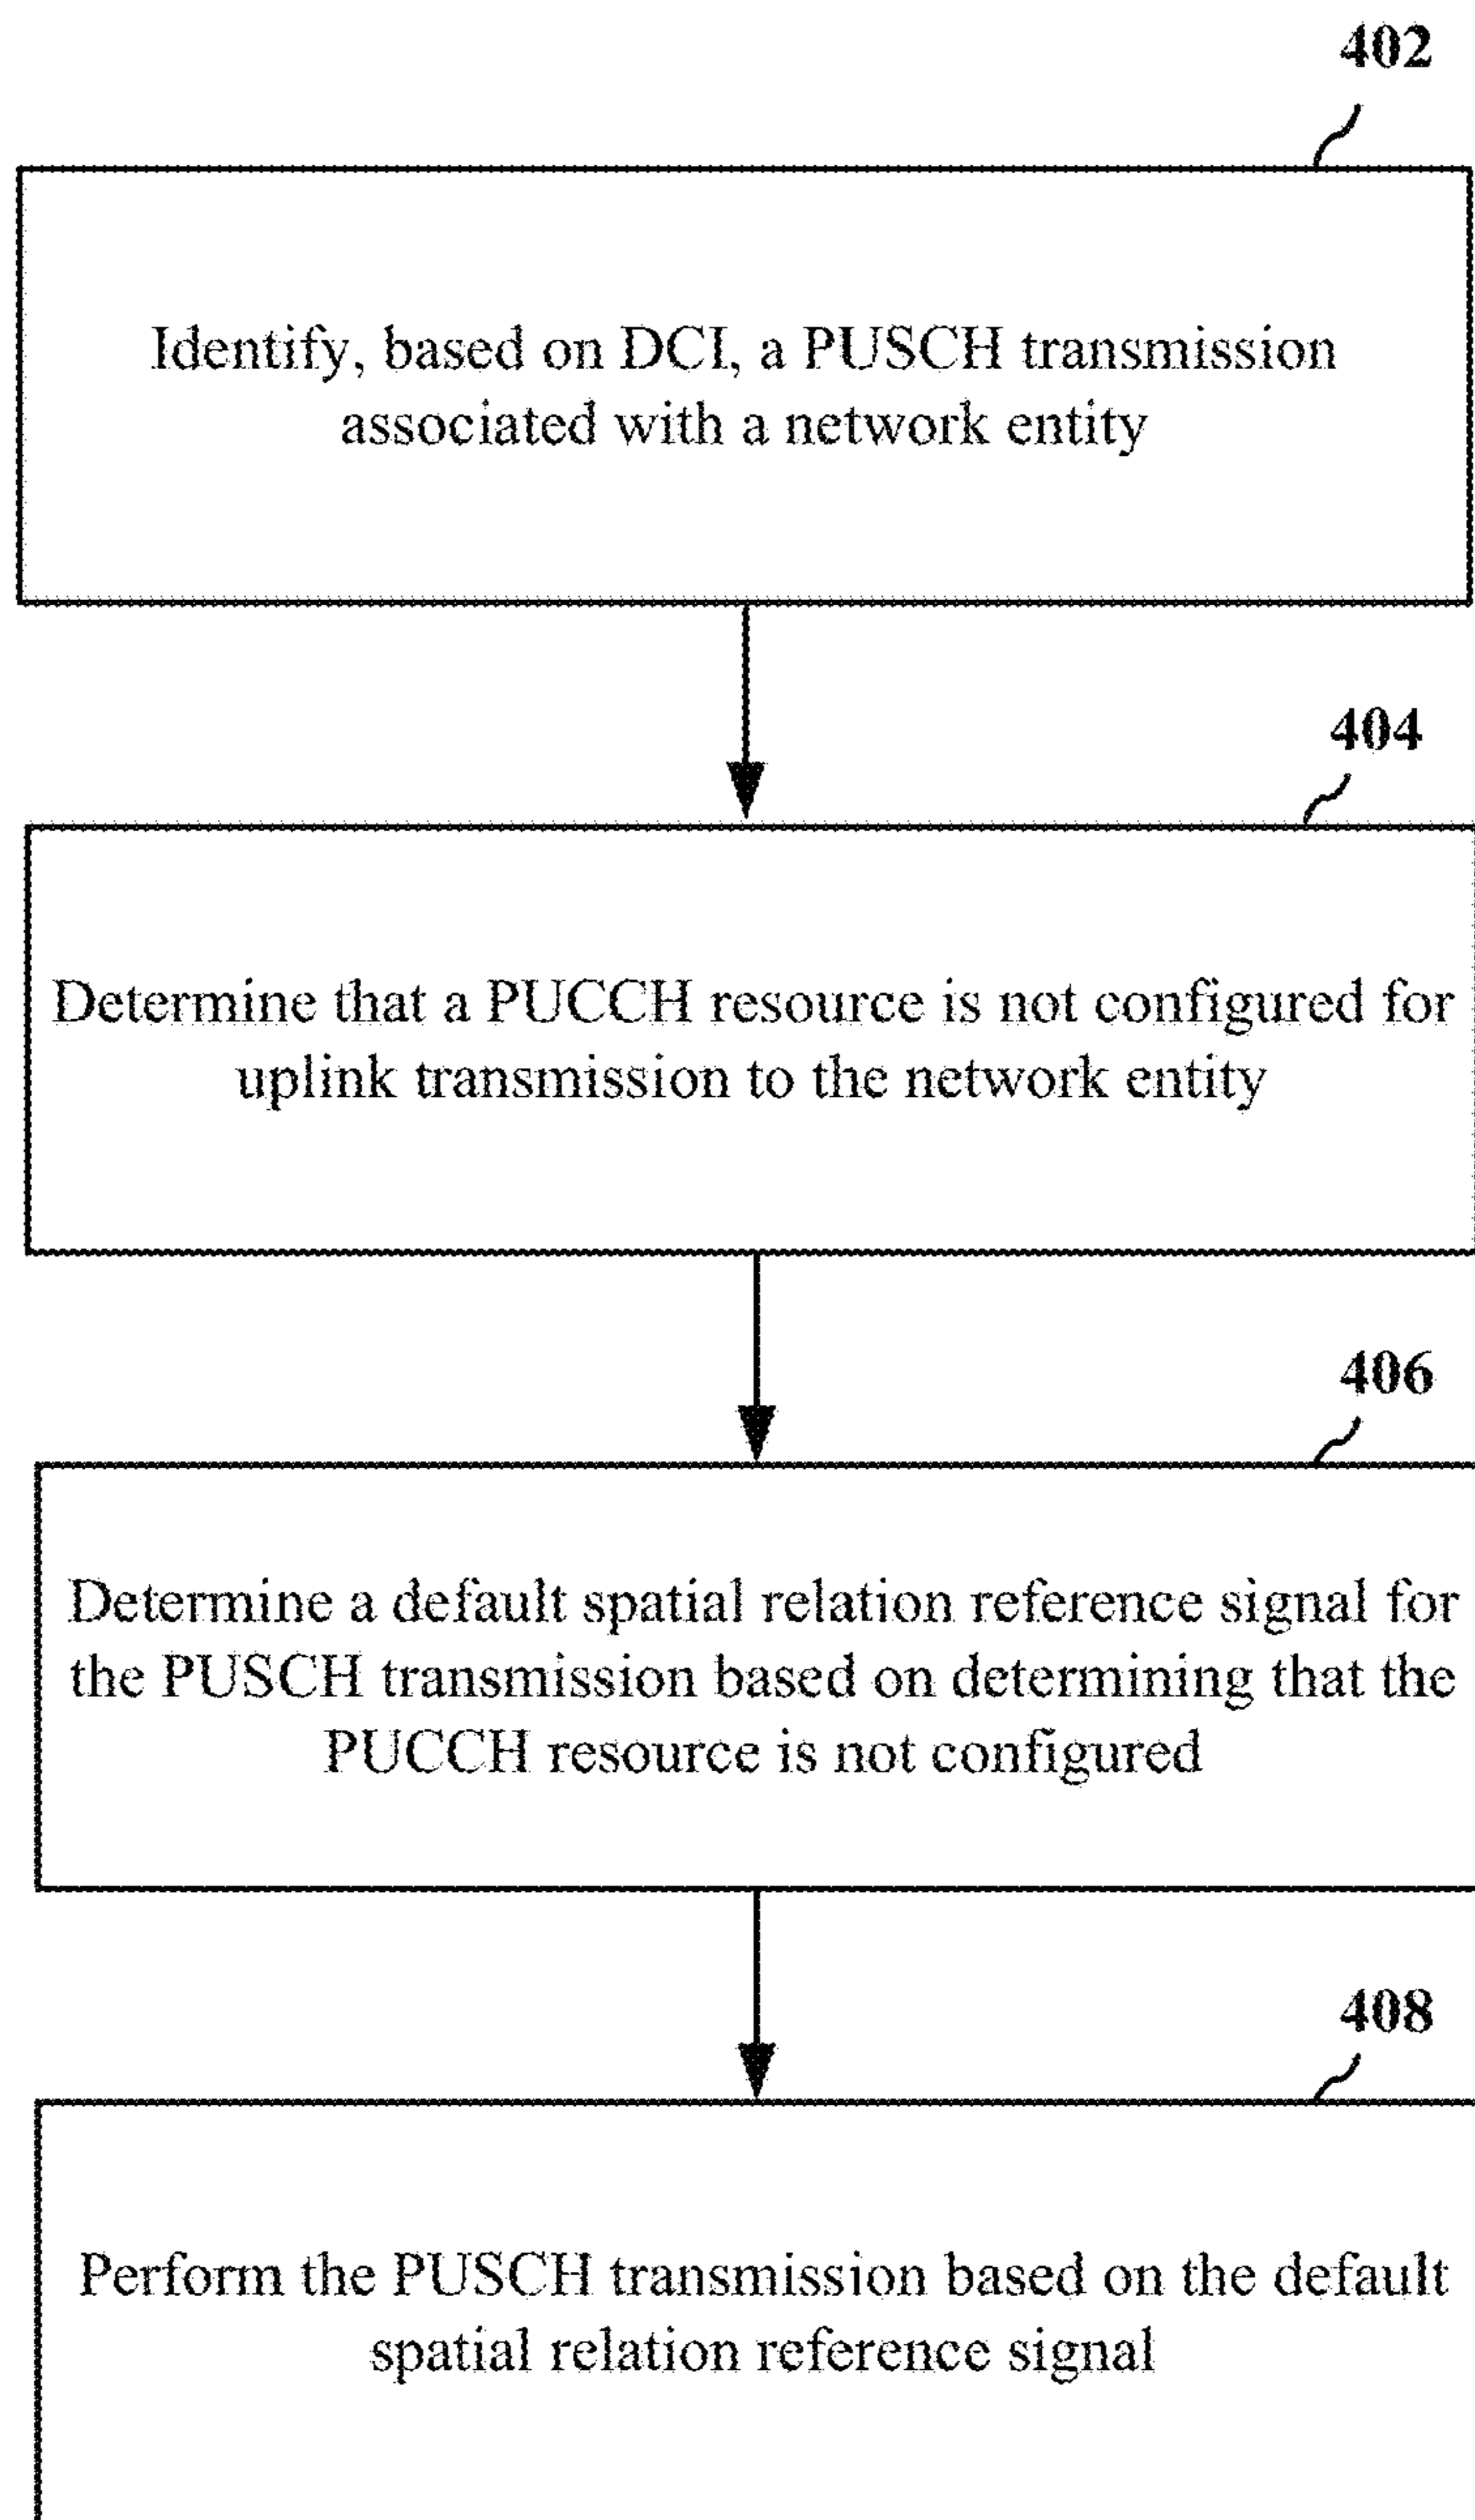 402
Identify, based on DCI, a PUSCH transmission
associated with a network entity
404
Determine that a PUCCH resource is not configured for
uplink transmission to the network entity
406
Determine a default spatial relation reference signal for
the PUSCH transmission based on determining that the
PUCCH resource is not configured
408
Perform the PUSCH transmission based on the default
spatial relation reference signal